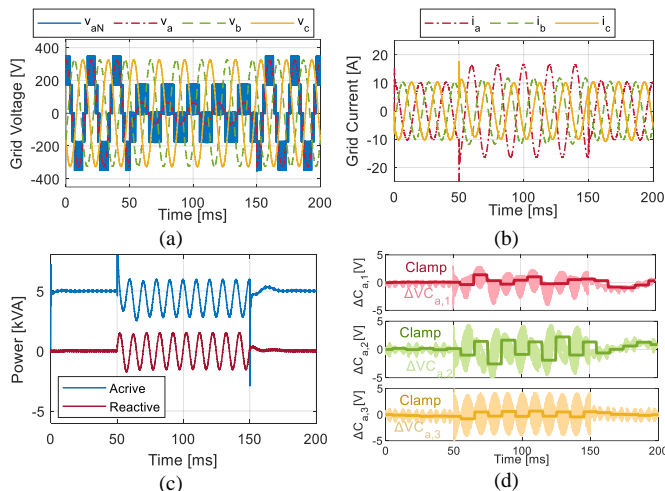 v_aN v_a v_b v_c
Grid Voltage [V]
400
200
0
-200
-400
0 50 100 150 200
Time [ms]
(a)
i_a i_b i_c
Grid Current [A]
20
10
0
-10
-20
0 50 100 150 200
Time [ms]
(b)
Power [kVA]
5
0
-5
Acrive
Reactive
0 50 100 150 200
Time [ms]
(c)
ΔC_a,1[V]
5
0
-5
Clamp
ΔVC_a,1
ΔC_a,2[V]
5
-5
Clamp
ΔVC_a,2
ΔC_a,3[V]
5
0
-5
Clamp
ΔVC_a,3
0 50 100 150 200
Time [ms]
(d)